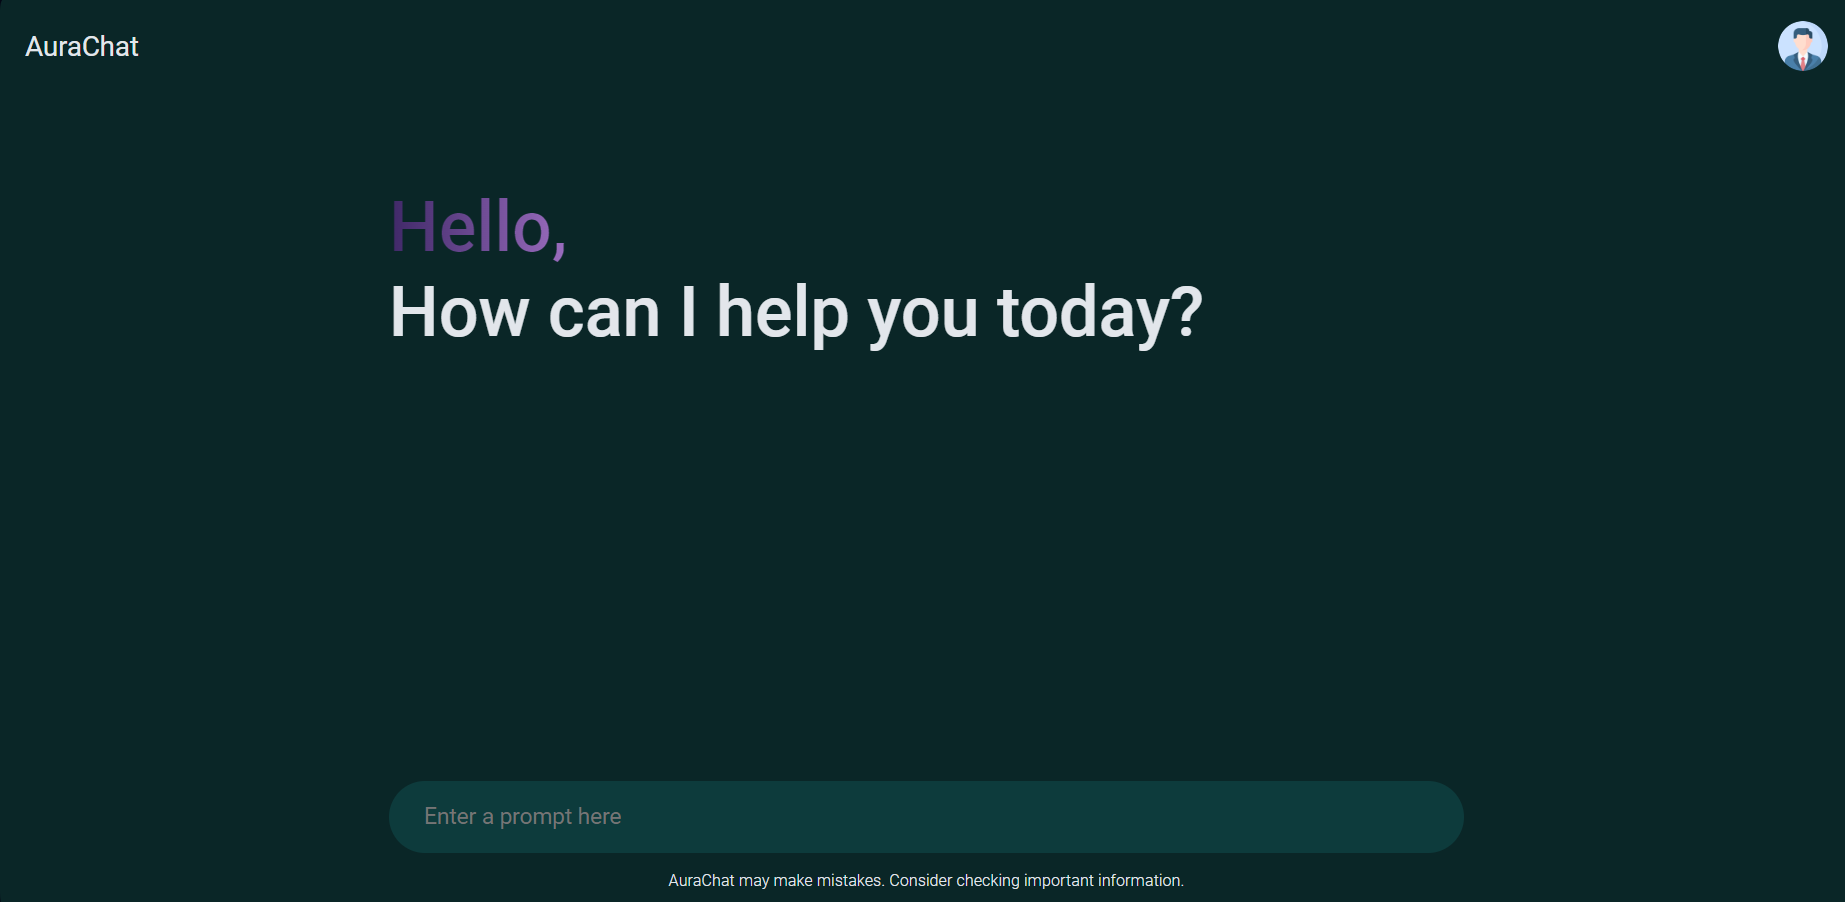 AuraChat
Hello,
How can I help you today?
Enter a prompt here
AuraChat may make mistakes. Consider checking important information.